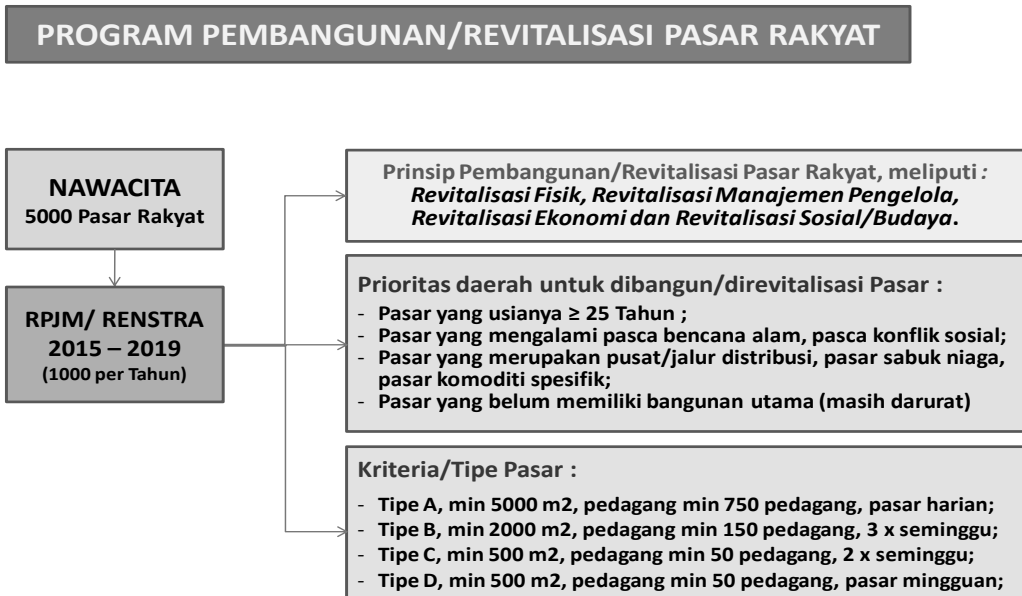 PROGRAM PEMBANGUNAN/REVITALISASI PASAR RAKYAT
NAWACITA
5000 Pasar Rakyat
RPJM/ RENSTRA
2015 – 2019
(1000 per Tahun)
Prinsip Pembangunan/Revitalisasi Pasar Rakyat, meliputi :
Revitalisasi Fisik, Revitalisasi Manajemen Pengelola,
Revitalisasi Ekonomi dan Revitalisasi Sosial/Budaya.
Prioritas daerah untuk dibangun/direvitalisasi Pasar :
- Pasar yang usianya ≥ 25 Tahun ;
- Pasar yang mengalami pasca bencana alam, pasca konflik sosial;
- Pasar yang merupakan pusat/jalur distribusi, pasar sabuk niaga,
pasar komoditi spesifik;
- Pasar yang belum memiliki bangunan utama (masih darurat)
Kriteria/Tipe Pasar :
- Tipe A, min 5000 m2, pedagang min 750 pedagang, pasar harian;
- Tipe B, min 2000 m2, pedagang min 150 pedagang, 3 x seminggu;
- Tipe C, min 500 m2, pedagang min 50 pedagang, 2 x seminggu;
- Tipe D, min 500 m2, pedagang min 50 pedagang, pasar mingguan;